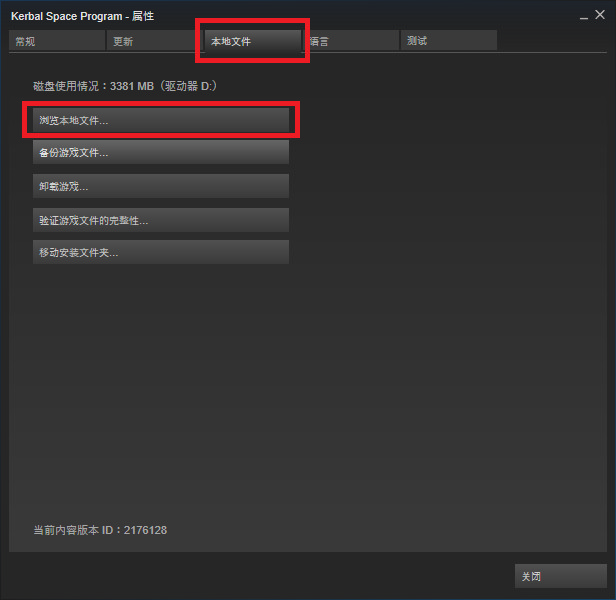 Kerbal Space Program - 属性
常规 更新 本地文件 语言 测试
磁盘使用情况：3381 MB（驱动器 D:）
浏览本地文件...
备份游戏文件...
卸载游戏...
验证游戏文件的完整性...
移动安装文件夹...
当前内容版本 ID：2176128
关闭